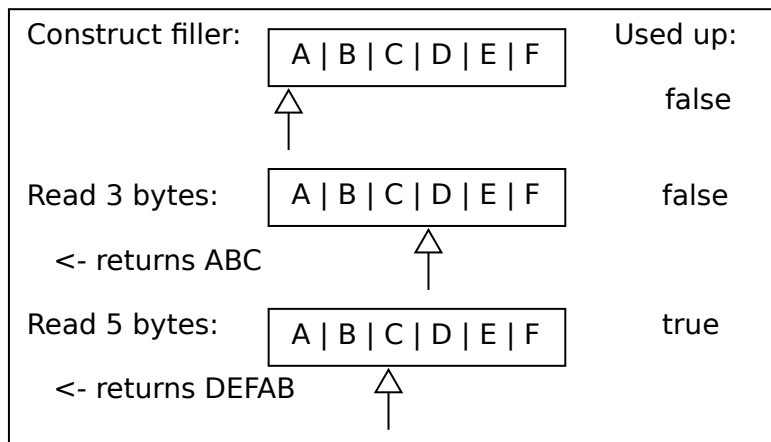 Construct filler: A | B | C | D | E | F Used up:
false
Read 3 bytes: A | B | C | D | E | F false
<- returns ABC
Read 5 bytes: A | B | C | D | E | F true
<- returns DEFAB